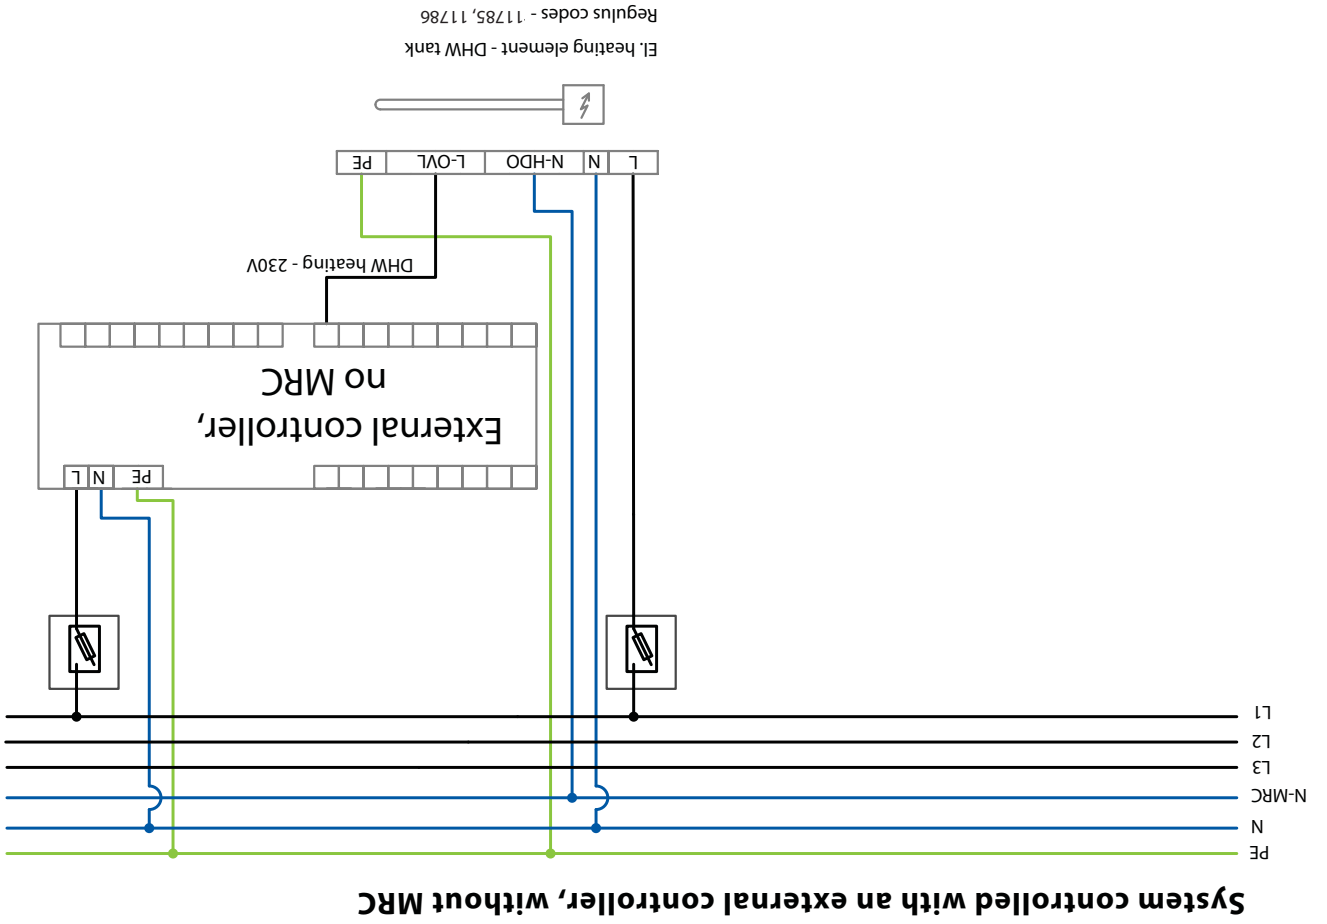 System controlled with an external controller, without MRC
PE
N
N-MRC
L3
L2
L1
PE N L
External controller,
no MRC
DHW heating - 230V
L N N-HDO L-OVL PE
El. heating element - DHW tank
Regulus codes - 11785, 11786